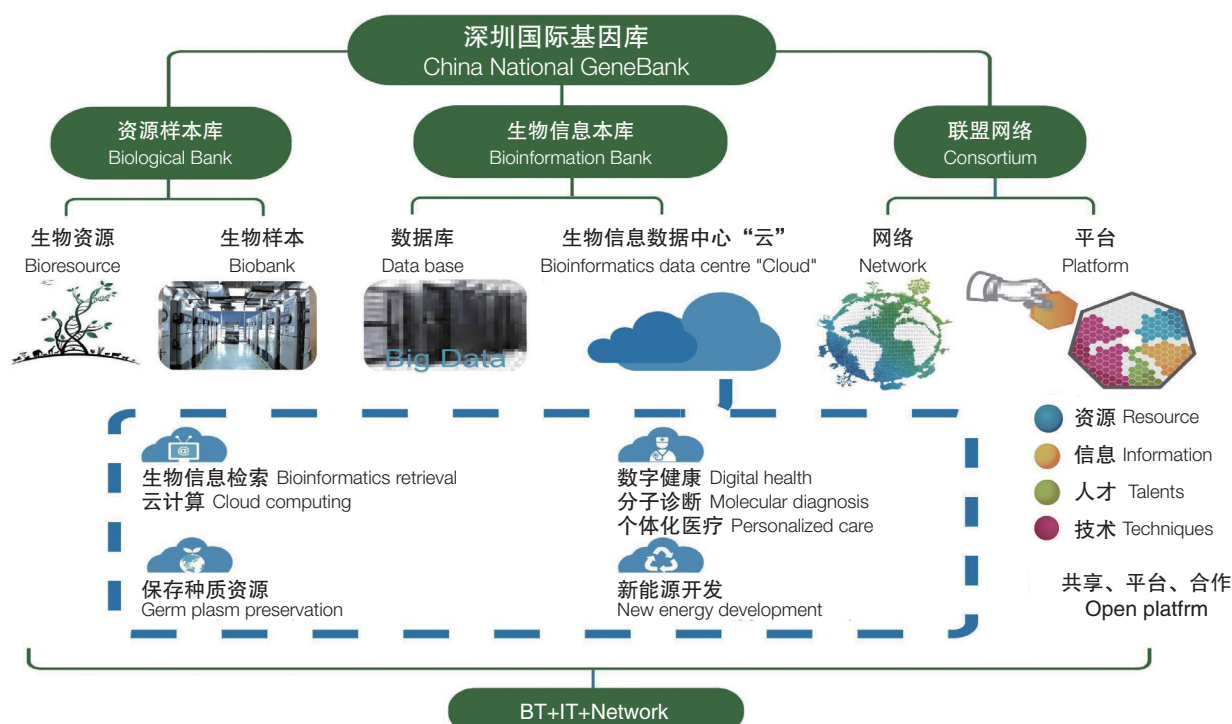 深圳国际基因库
China National GeneBank
资源样本库
Biological Bank
生物信息本库
Bioinformation Bank
联盟网络
Consortium
生物资源
Bioresource
生物样本
Biobank
数据库
Data base
生物信息数据中心“云”
Bioinformatics data centre "Cloud"
网络
Network
平台
Platform
Big Data
@
生物信息检索 Bioinformatics retrieval
云计算 Cloud computing
数字健康 Digital health
分子诊断 Molecular diagnosis
个体化医疗 Personalized care
保存种质资源
Germ plasm preservation
新能源开发
New energy development
资源 Resource
信息 Information
人才 Talents
技术 Techniques
共享、平台、合作
Open platfrm
BT+IT+Network